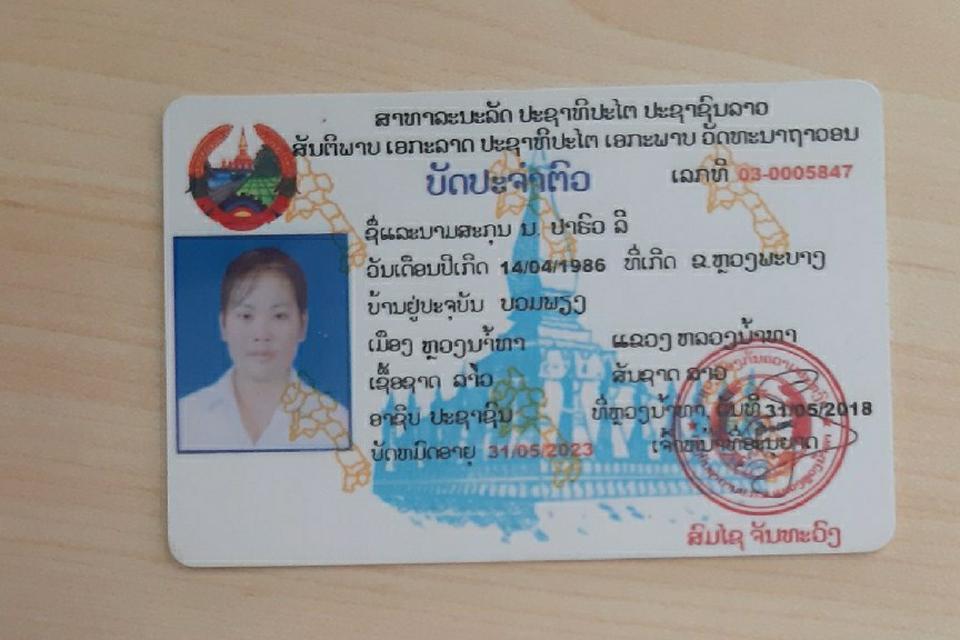 ສາທາລະນະລັດ ປະຊາທິປະໄຕ ປະຊາຊົນລາວ
ສັນຕິພາບ ເອກະລາດ ປະຊາທິປະໄຕ ເອກະພາບ ວັດທະນາຖາວອນ
ບັດປະຈຳຕົວ ເລກທີ 03-0005847
ຊື່ແລະນາມສະກຸນ ນ. ປາຣົວ ລີ
ວັນເດືອນປີເກີດ 14/04/1986 ທີ່ເກີດ ຂ.ຫຼວງພະບາງ
ບ້ານຢູ່ປະຈຸບັນ ບວມພຽງ
ເມືອງ ຫຼວງນ້ຳທາ ແຂວງ ຫລວງນ້ຳທາ
ເຊື້ອຊາດ ລາວ ສັນຊາດ ລາວ
ອາຊີບ ປະຊາຊົນ ທີ່ຫຼວງນ້ຳທາ, ວັນທີ 31/05/2018
ບັດຫມົດອາຍຸ 31/05/2023 ເຈົ້າຫນ້າທີ່ອະນຸຍາດ
ສົມໄຊ ຈັນທະວົງ